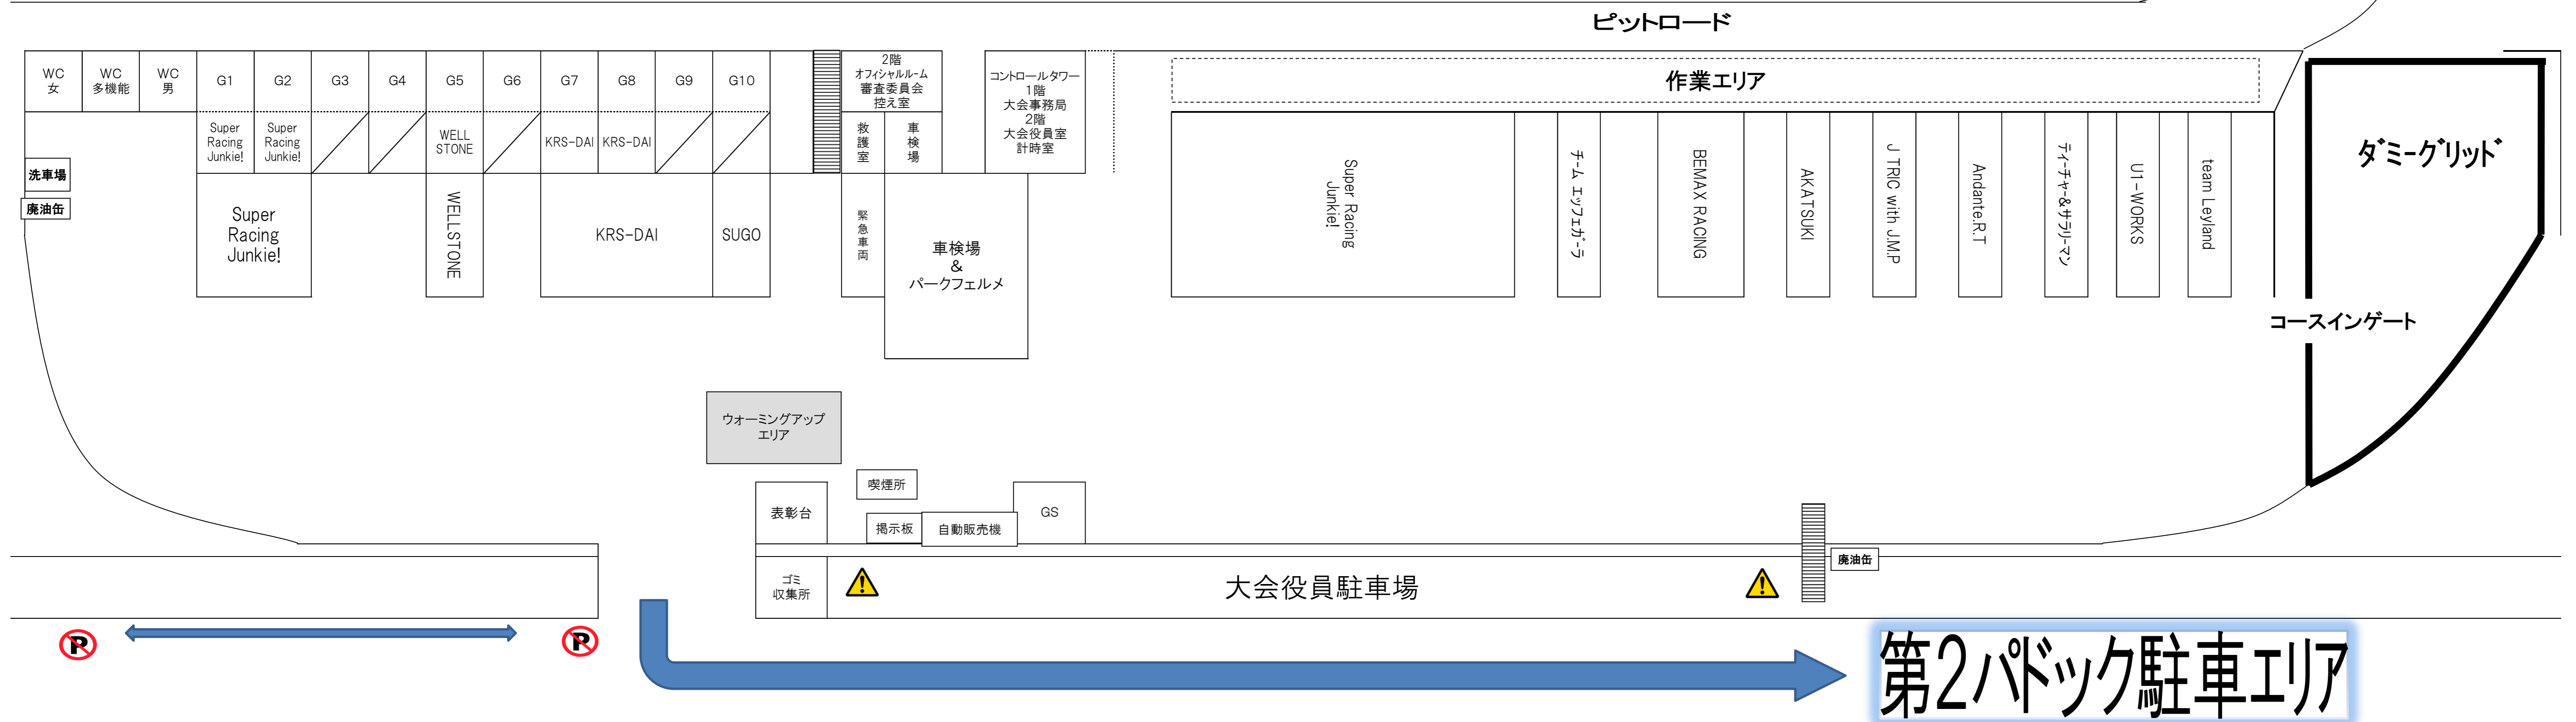 ピットロード
WC
女
WC
多機能
WC
男
G1
G2
G3
G4
G5
G6
G7
G8
G9
G10
2階
オフィシャルルーム
審査委員会
控え室
コントロールタワー
1階
大会事務局
2階
大会役員室
計時室
作業エリア
ダミーグリッド
Super
Racing
Junkie!
Super
Racing
Junkie!
WELL
STONE
KRS-DAI
KRS-DAI
救護室
車検場
洗車場
廃油缶
Super
Racing
Junkie!
WELLSTONE
KRS-DAI
SUGO
緊急車両
車検場
&
パークフェルメ
Super Racing
Junkie!
チーム エッフェガーラ
BEMAX RACING
AKATSUKI
J TRIC with J.M.P
Andante.R.T
ティーチャー&サラリーマン
U1-WORKS
team Leyland
コースインゲート
ウォーミングアップ
エリア
喫煙所
表彰台
掲示板
自動販売機
GS
廃油缶
ゴミ
収集所
大会役員駐車場
P
P
第2パドック駐車エリア